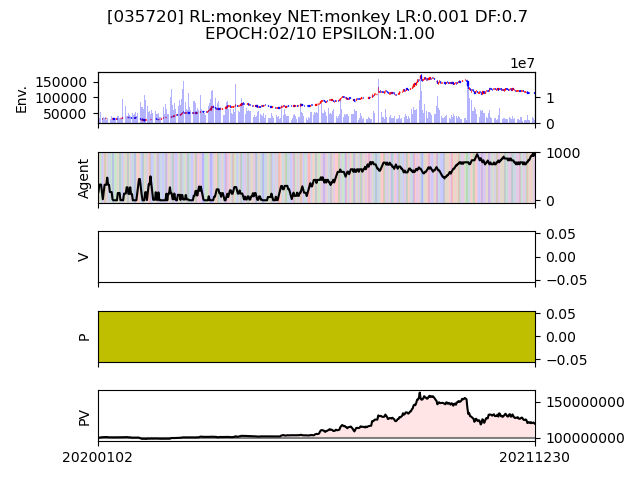 [035720] RL:monkey NET:monkey LR:0.001 DF:0.7
EPOCH:02/10 EPSILON:1.00
1e7
Env.
150000
100000
50000
1
0
Agent
1000
0
V
0.05
0.00
−0.05
P
0.05
0.00
−0.05
PV
150000000
100000000
20200102
20211230